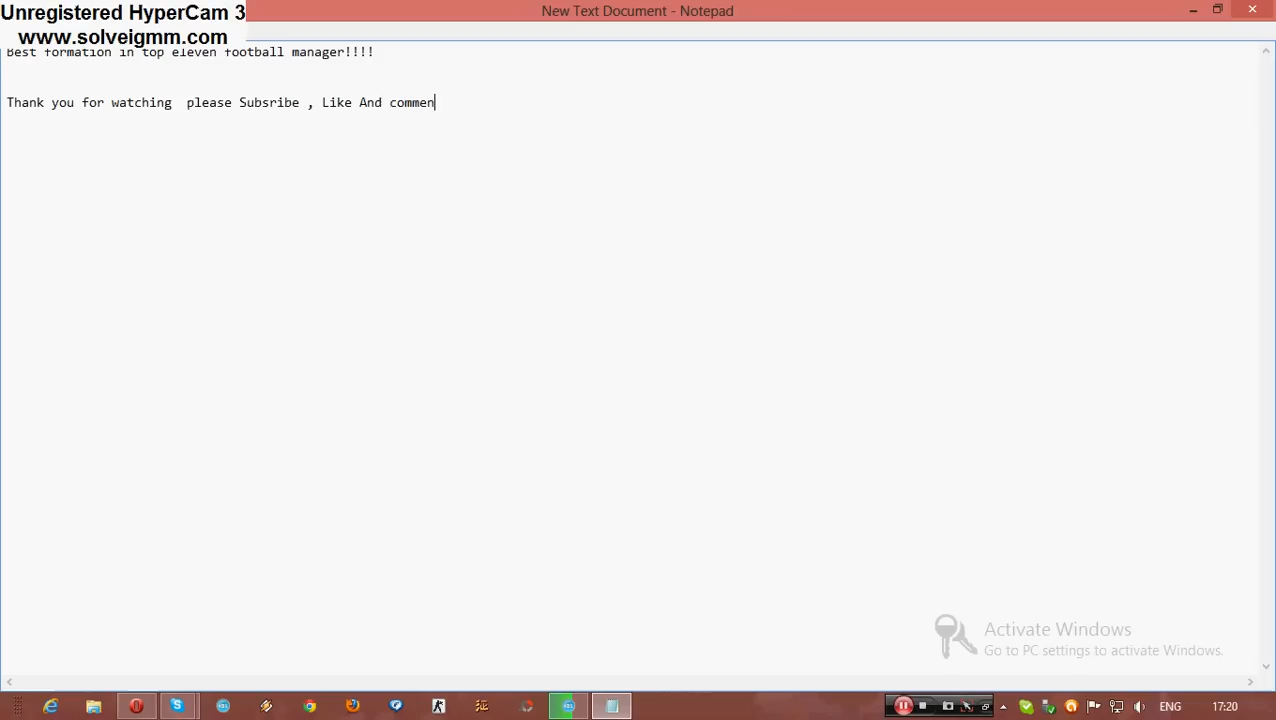 Unregistered HyperCam 3
www.solveigmm.com
New Text Document - Notepad
Best formation in top eleven football manager!!!!
Thank you for watching  please Subsribe , Like And commen
Activate Windows
Go to PC settings to activate Windows.
ENG
17:20